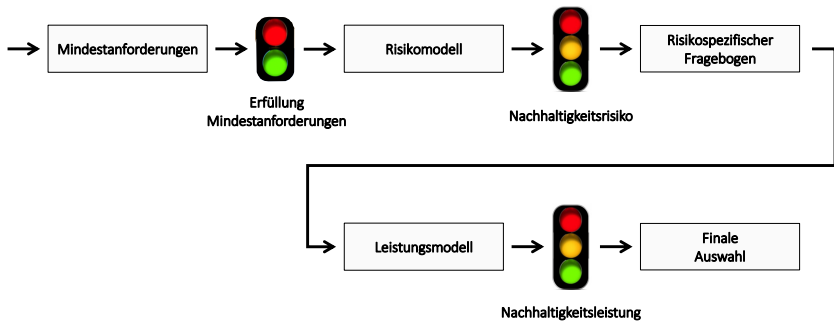 Mindestanforderungen
Erfüllung
Mindestanforderungen
Risikomodell
Nachhaltigkeitsrisiko
Risikospezifischer
Fragebogen
Leistungsmodell
Nachhaltigkeitsleistung
Finale
Auswahl